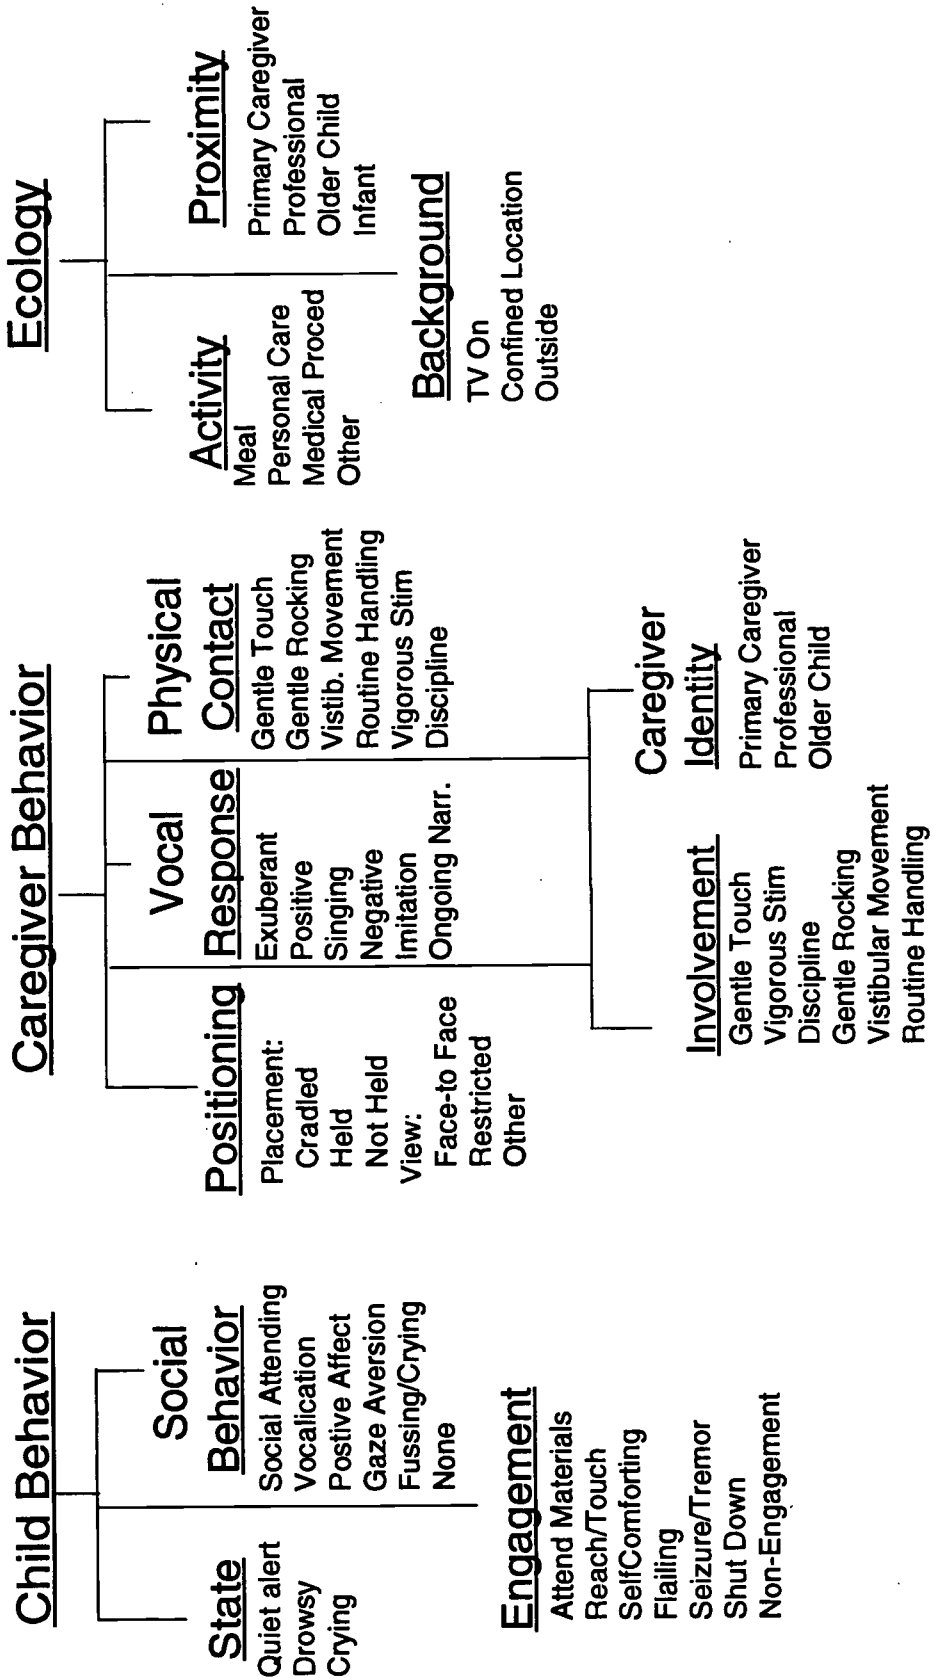 Child Behavior
State
Quiet alert
Drowsy
Crying
Social
Behavior
Social Attending
Vocalication
Postive Affect
Gaze Aversion
Fussing/Crying
None
Engagement
Attend Materials
Reach/Touch
SelfComforting
Flailing
Seizure/Tremor
Shut Down
Non-Engagement
Caregiver Behavior
Positioning
Placement:
Cradled
Held
Not Held
View:
Face-to Face
Restricted
Other
Vocal
Response
Exuberant
Positive
Singing
Negative
Imitation
Ongoing Narr.
Physical
Contact
Gentle Touch
Gentle Rocking
Vistib. Movement
Routine Handling
Vigorous Stim
Discipline
Involvement
Gentle Touch
Vigorous Stim
Discipline
Gentle Rocking
Vistibular Movement
Routine Handling
Caregiver
Identity
Primary Caregiver
Professional
Older Child
Ecology
Activity
Meal
Personal Care
Medical Proced
Other
Proximity
Primary Caregiver
Professional
Older Child
Infant
Background
TV On
Confined Location
Outside